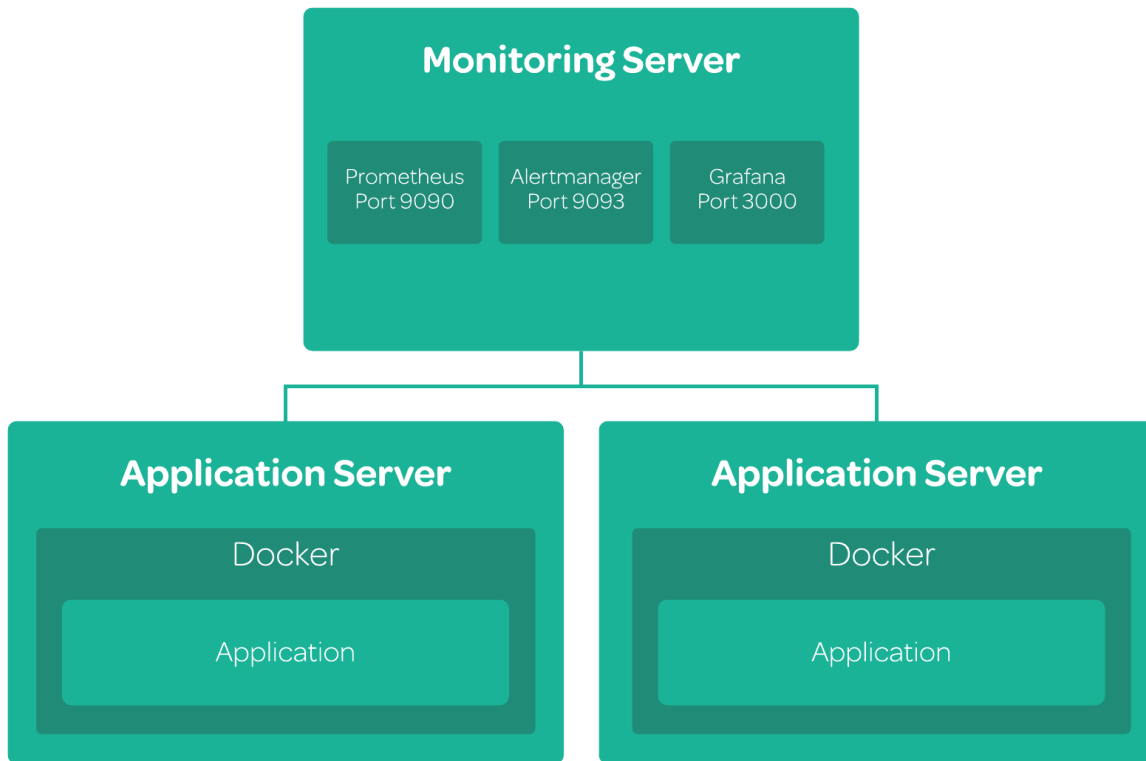 Monitoring Server
Prometheus
Port 9090
Alertmanager
Port 9093
Grafana
Port 3000
Application Server
Docker
Application
Application Server
Docker
Application